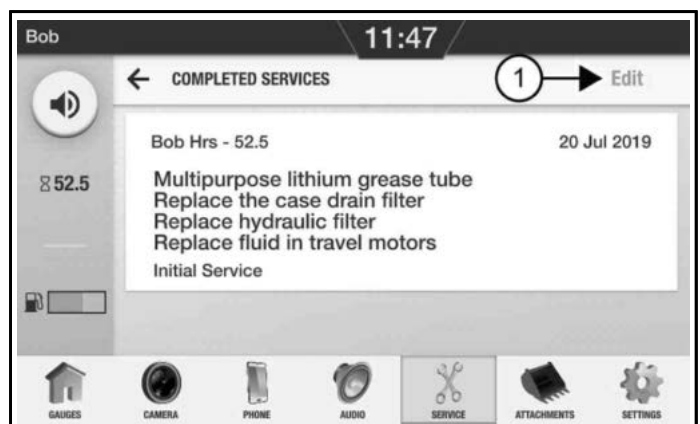 Bob
11:47
← COMPLETED SERVICES
1
Edit
Bob Hrs - 52.5
20 Jul 2019
52.5
Multipurpose lithium grease tube
Replace the case drain filter
Replace hydraulic filter
Replace fluid in travel motors
Initial Service
GAUGES
CAMERA
PHONE
AUDIO
SERVICE
ATTACHMENTS
SETTINGS